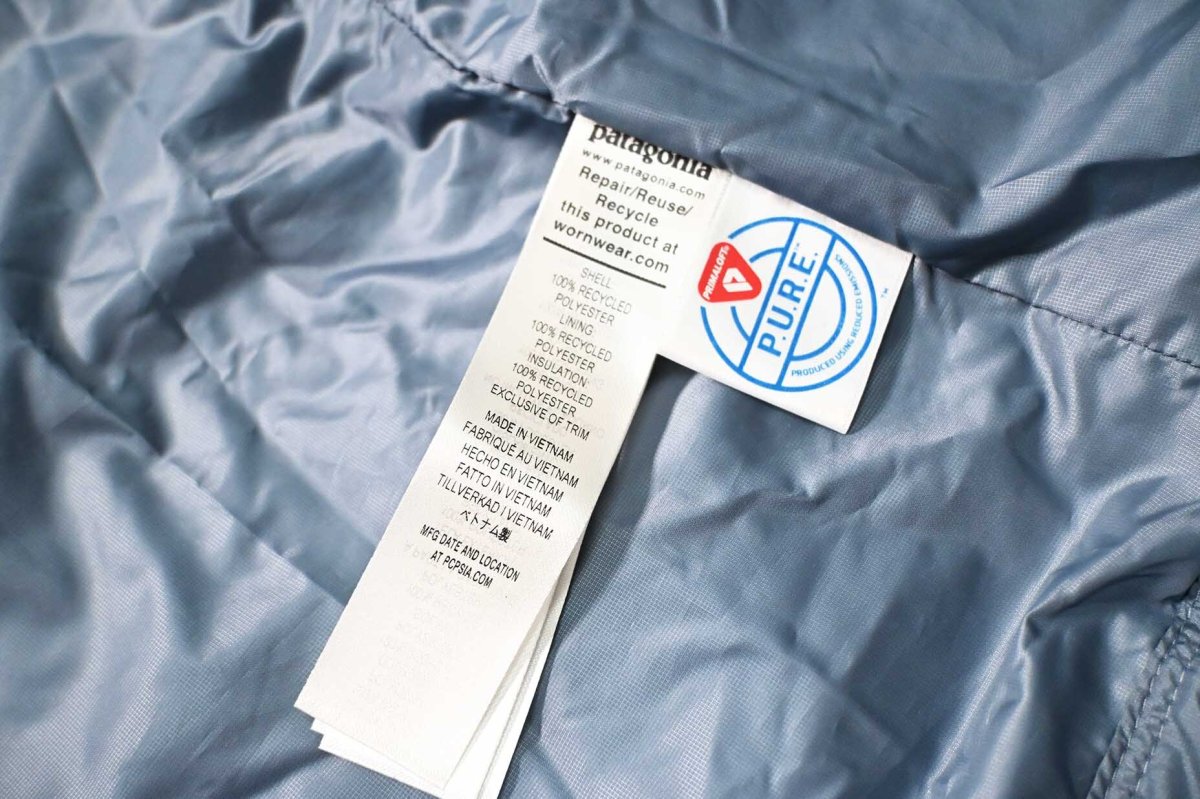 patagonia
www.patagonia.com
Repair/Reuse/
Recycle
this product at
wornwear.com
SHELL
100% RECYCLED
POLYESTER
LINING
100% RECYCLED
POLYESTER
INSULATION
100% RECYCLED
POLYESTER
EXCLUSIVE OF TRIM
MADE IN VIETNAM
FABRIQUÉ AU VIETNAM
HECHO EN VIETNAM
FATTO IN VIETNAM
TILLVERKAD I VIETNAM
ベトナム製
MFG DATE AND LOCATION
AT PCPSIA.COM
PRIMALOFT®
P.U.R.E.™
PRODUCED USING REDUCED EMISSIONS
™